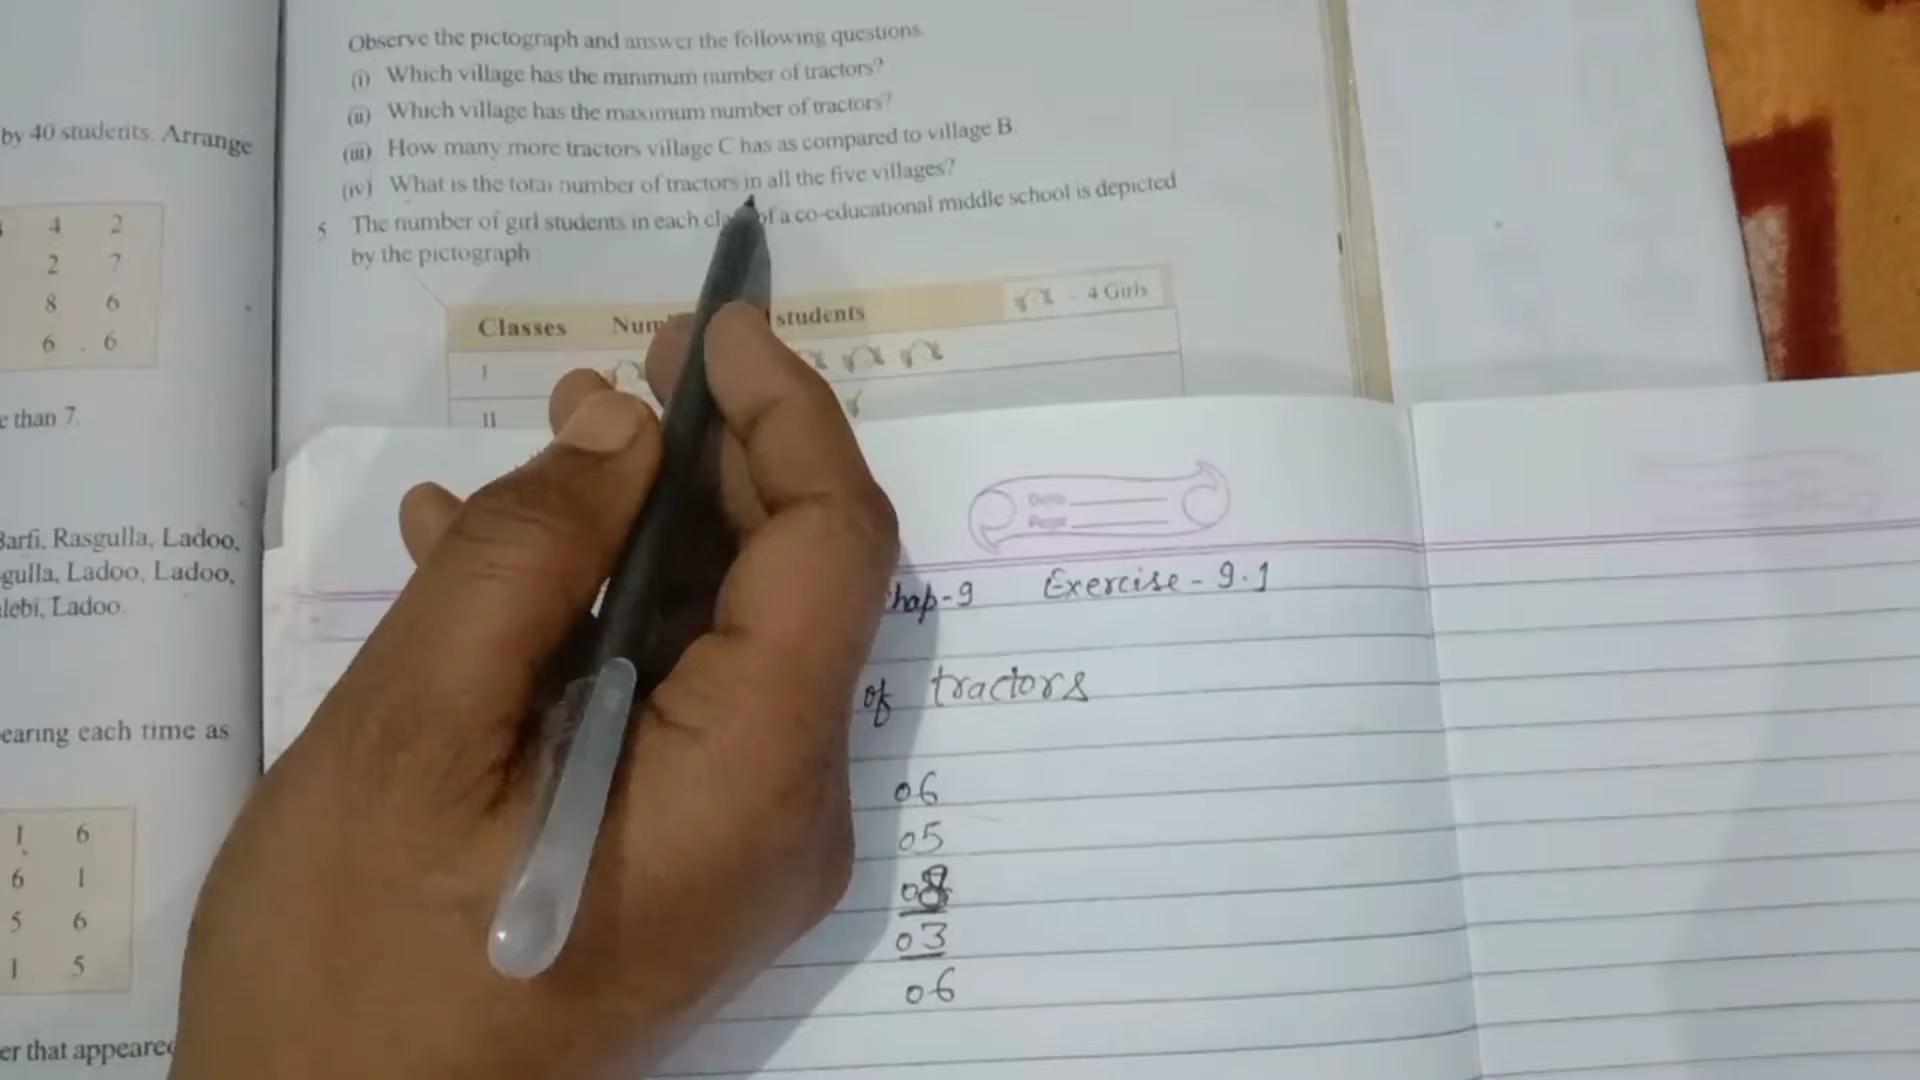 by 40 students. Arrange
4 2
2 7
8 6
6 . 6
e than 7.
Barfi, Rasgulla, Ladoo,
gulla, Ladoo, Ladoo,
lebi, Ladoo.
earing each time as
1 6
6 1
5 6
1 5
er that appeared
Observe the pictograph and answer the following questions.
(i) Which village has the minimum number of tractors?
(ii) Which village has the maximum number of tractors?
(iii) How many more tractors village C has as compared to village B.
(iv) What is the total number of tractors in all the five villages?
5. The number of girl students in each of a co-educational middle school is depicted
by the pictograph
Classes students - 4 Girls
I
II
Date
Page
hap-9 Exercise - 9.1
of tractors
06
05
08
03
06